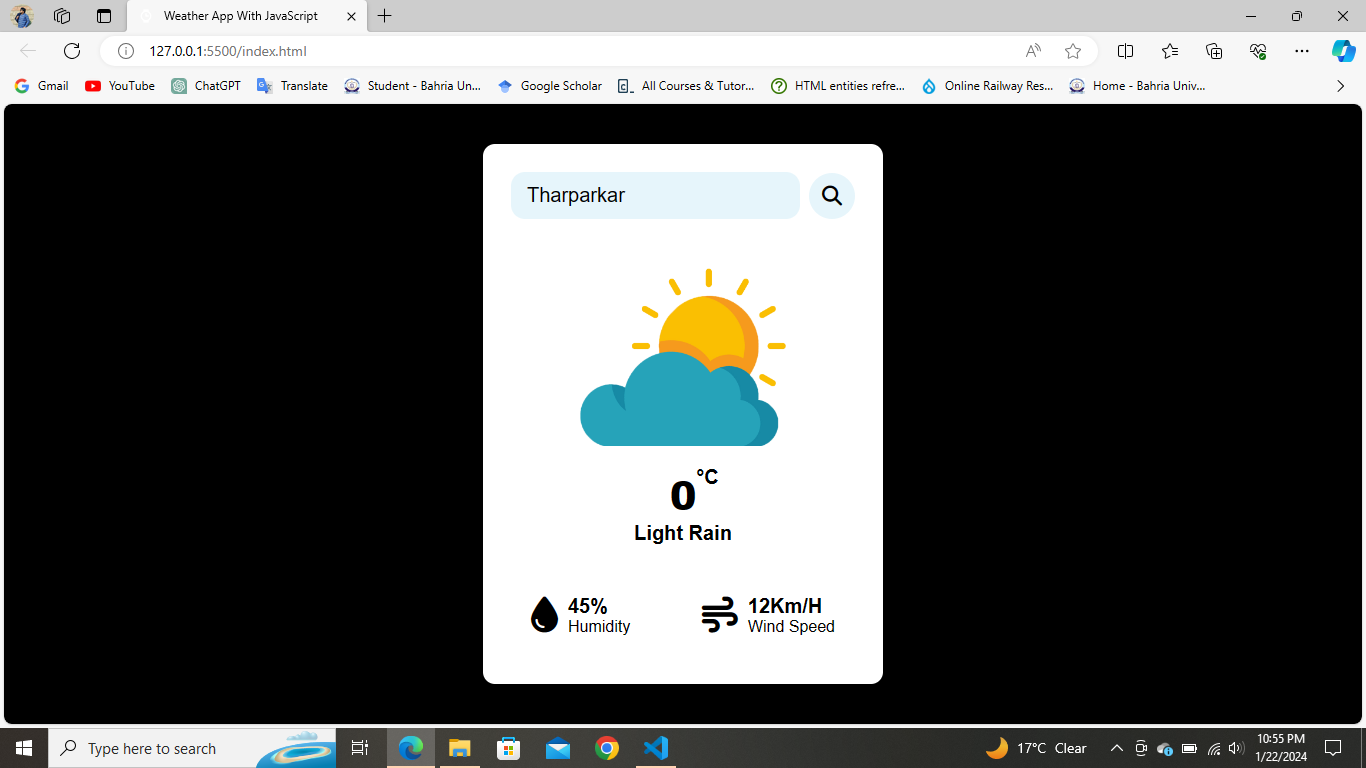 Weather App With JavaScript
127.0.0.1:5500/index.html
Gmail YouTube ChatGPT Translate Student - Bahria Un... Google Scholar All Courses & Tutor... HTML entities refre... Online Railway Res... Home - Bahria Univ...
Tharparkar
0°C
Light Rain
45%
Humidity
12Km/H
Wind Speed
Type here to search
17°C Clear
10:55 PM
1/22/2024